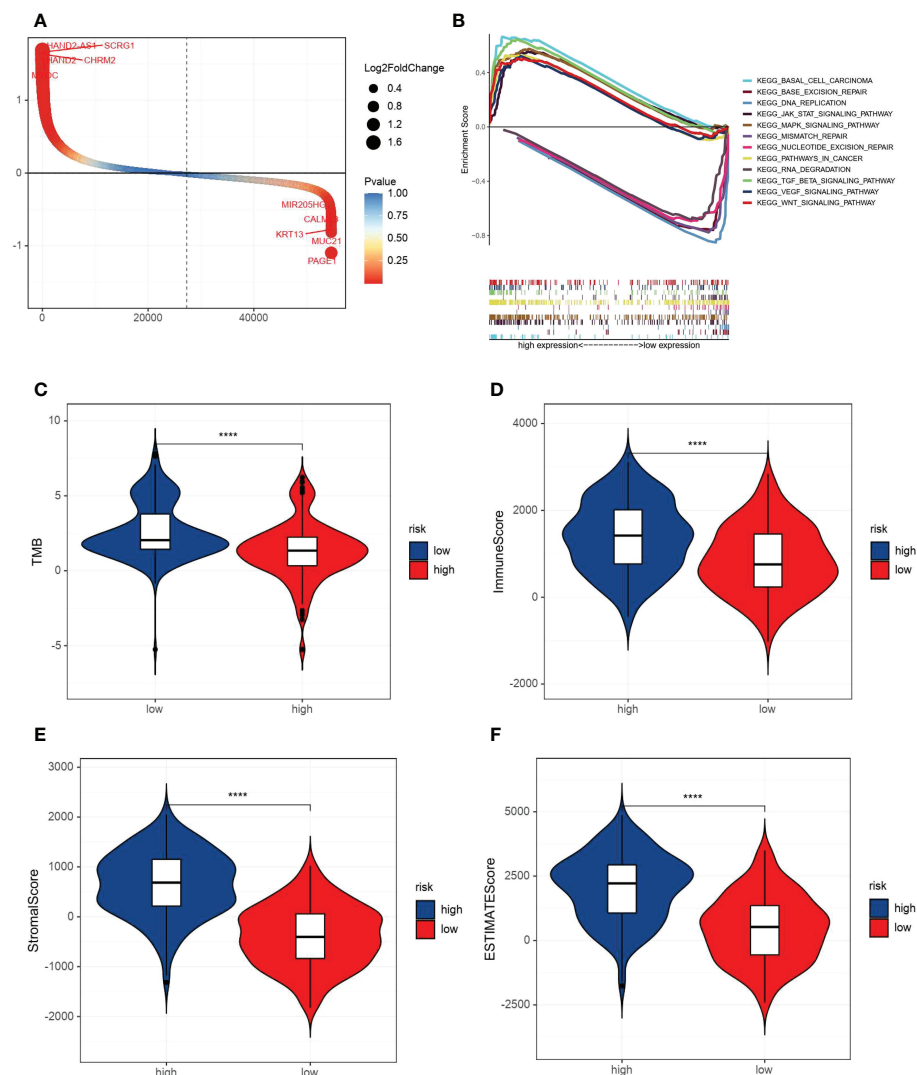 A
HAND2-AS1 SCRG1
HAND2 CHRM2
1
0
-1
MIR205HG
KRT13
MUC21
PAGE1
0 20000 40000
Log2FoldChange
0.4
0.8
1.2
1.6
Pvalue
1.00
0.75
0.50
0.25
B
Enrichment Score
0.4
0.0
−0.4
−0.8
high expression<------------->low expression
KEGG_BASAL_CELL_CARCINOMA
KEGG_BASE_EXCISION_REPAIR
KEGG_DNA_REPLICATION
KEGG_JAK_STAT_SIGNALING_PATHWAY
KEGG_MAPK_SIGNALING_PATHWAY
KEGG_MISMATCH_REPAIR
KEGG_NUCLEOTIDE_EXCISION_REPAIR
KEGG_PATHWAYS_IN_CANCER
KEGG_RNA_DEGRADATION
KEGG_TGF_BETA_SIGNALING_PATHWAY
KEGG_VEGF_SIGNALING_PATHWAY
KEGG_WNT_SIGNALING_PATHWAY
C
TMB
10
5
0
-5
****
low high
risk
low
high
D
ImmuneScore
4000
2000
0
-2000
****
high low
risk
high
low
E
StromalScore
3000
2000
1000
0
-1000
-2000
****
high low
risk
high
low
F
ESTIMATEScore
5000
2500
0
-2500
****
high low
risk
high
low